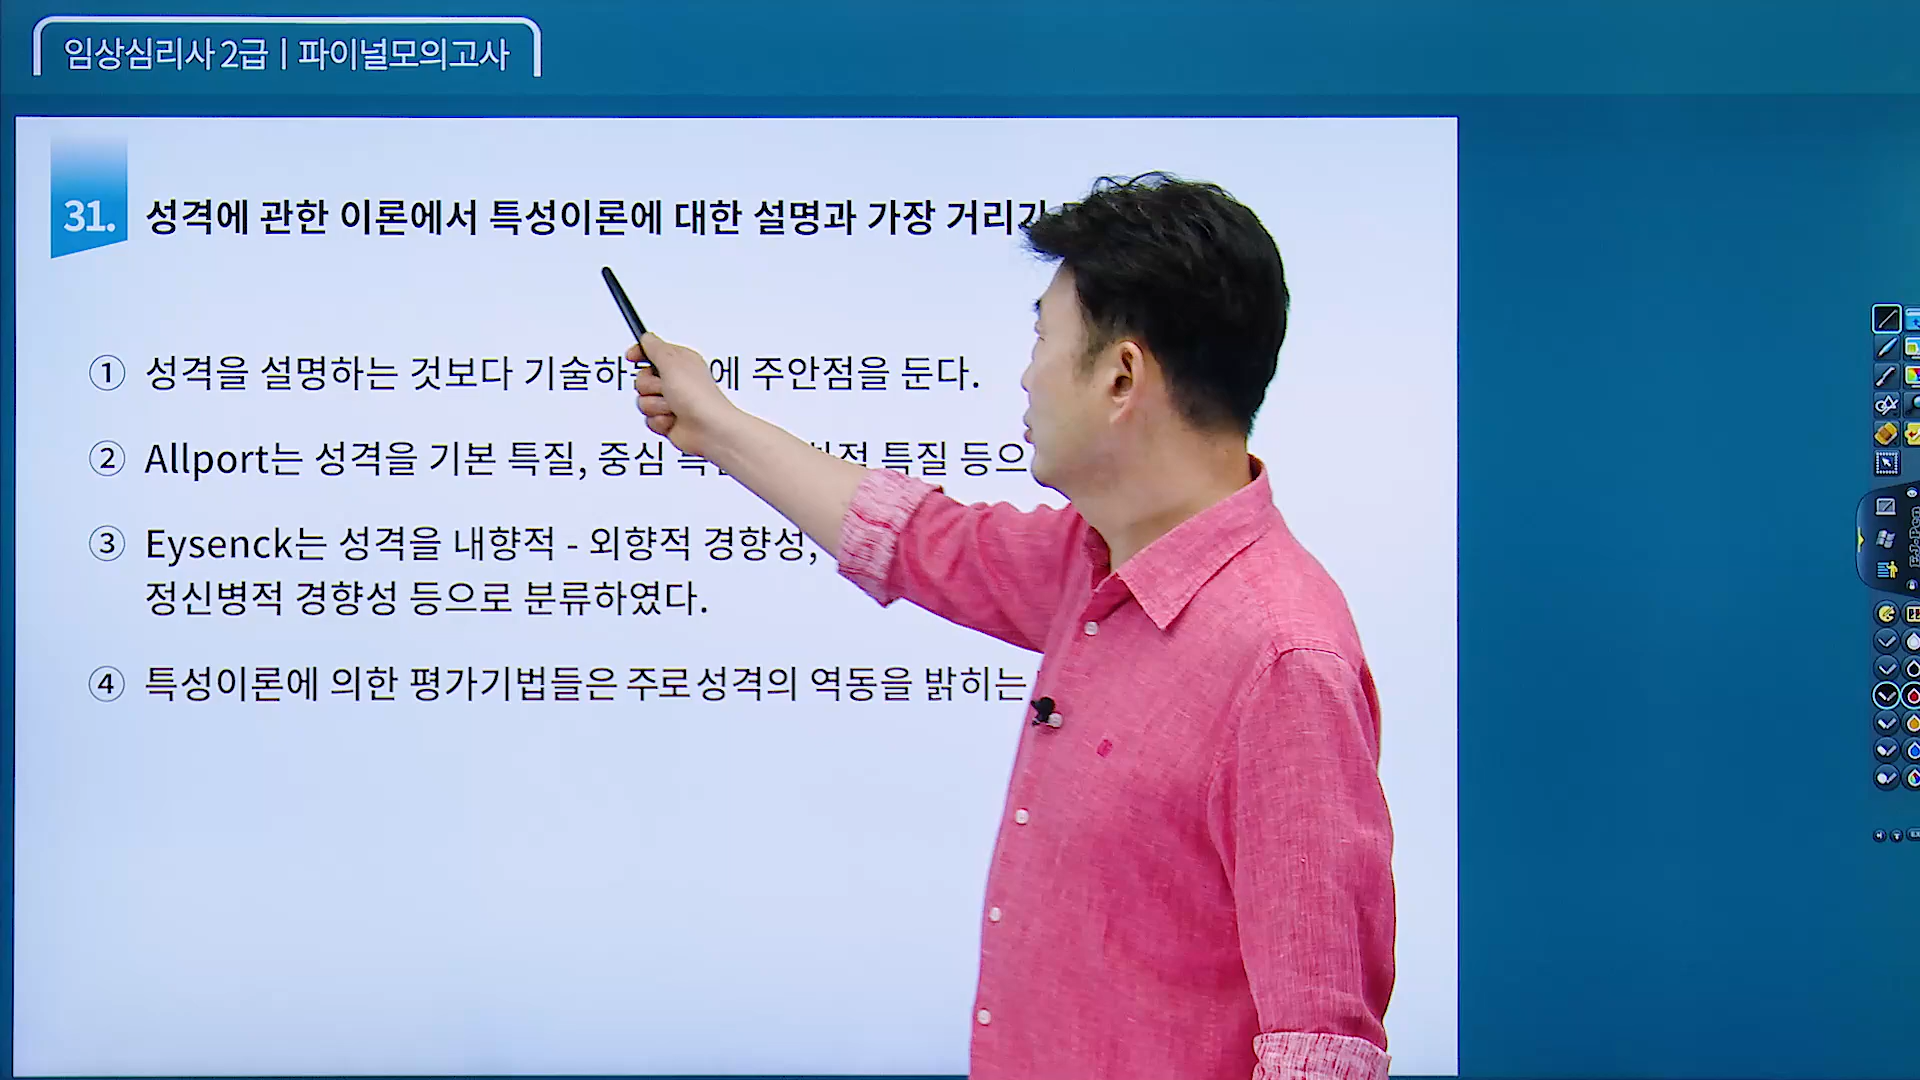 임상심리사 2급 | 파이널모의고사
31. 성격에 관한 이론에서 특성이론에 대한 설명과 가장
① 성격을 설명하는 것보다 주안점을 둔다.
② Allport는 성격을 기본 특질, 중심 특질 등으
③ Eysenck는 성격을 내향적 - 외향적 경향성,
정신병적 경향성 등으로 분류하였다.
④ 특성이론에 의한 평가기법들은 주로 성격의 역동을 밝히는